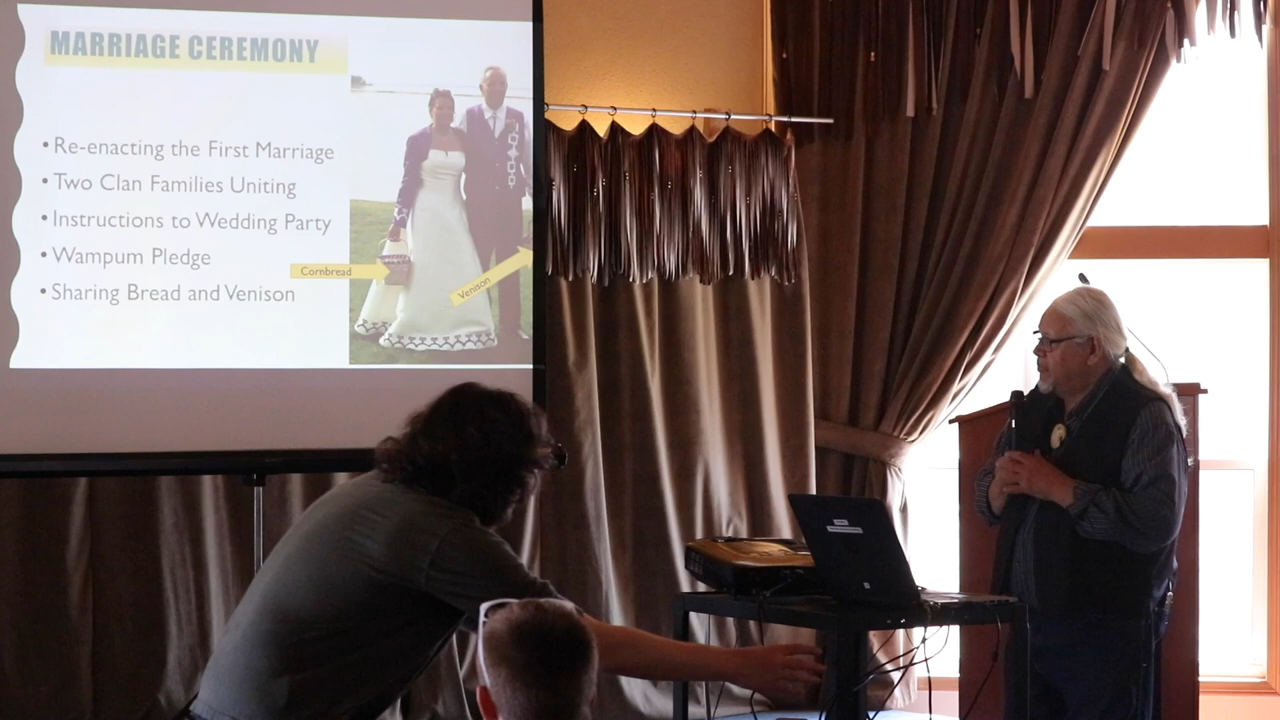 MARRIAGE CEREMONY
• Re-enacting the First Marriage
• Two Clan Families Uniting
• Instructions to Wedding Party
• Wampum Pledge
• Sharing Bread and Venison
Cornbread
Venison